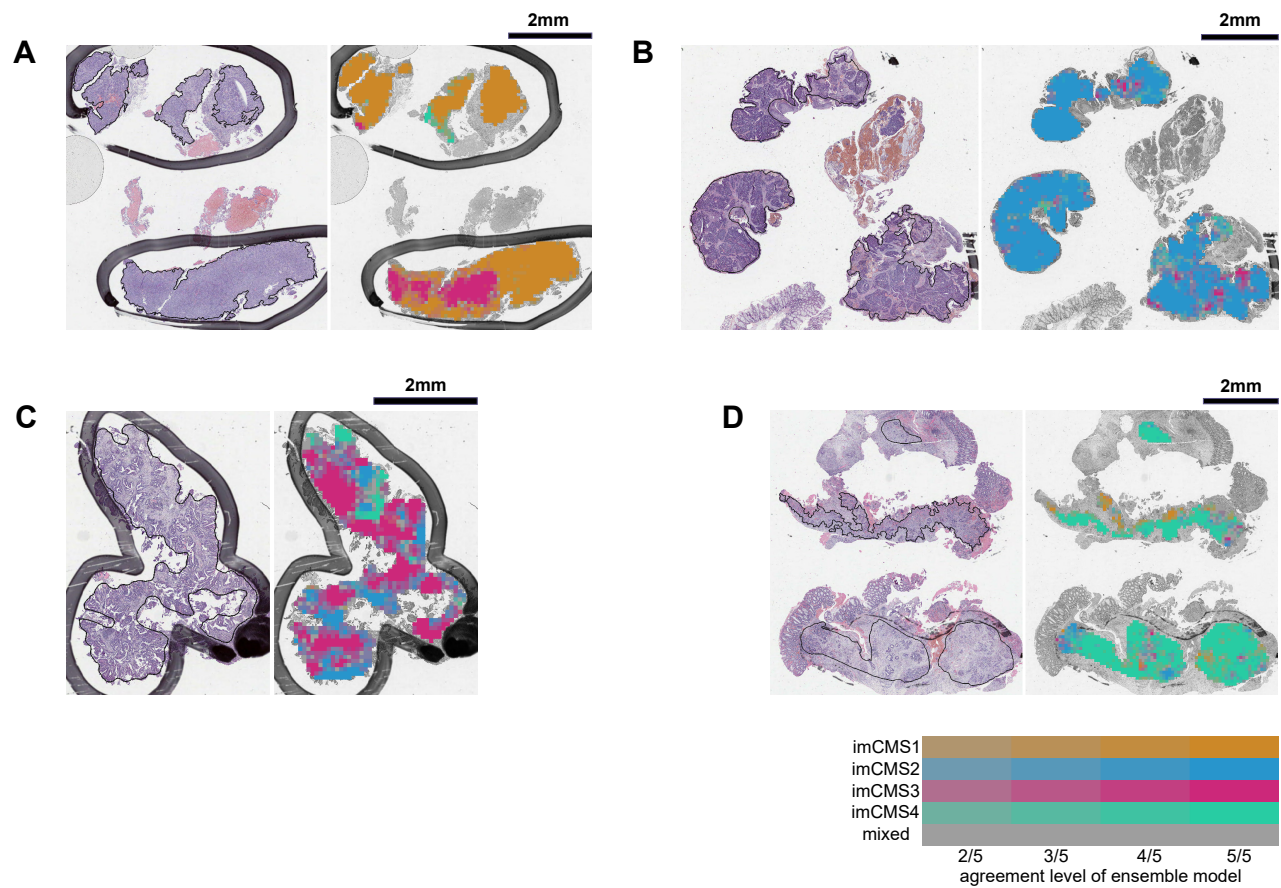 2mm
A
2mm
B
2mm
C
2mm
D
imCMS1
imCMS2
imCMS3
imCMS4
mixed
2/5 3/5 4/5 5/5
agreement level of ensemble model